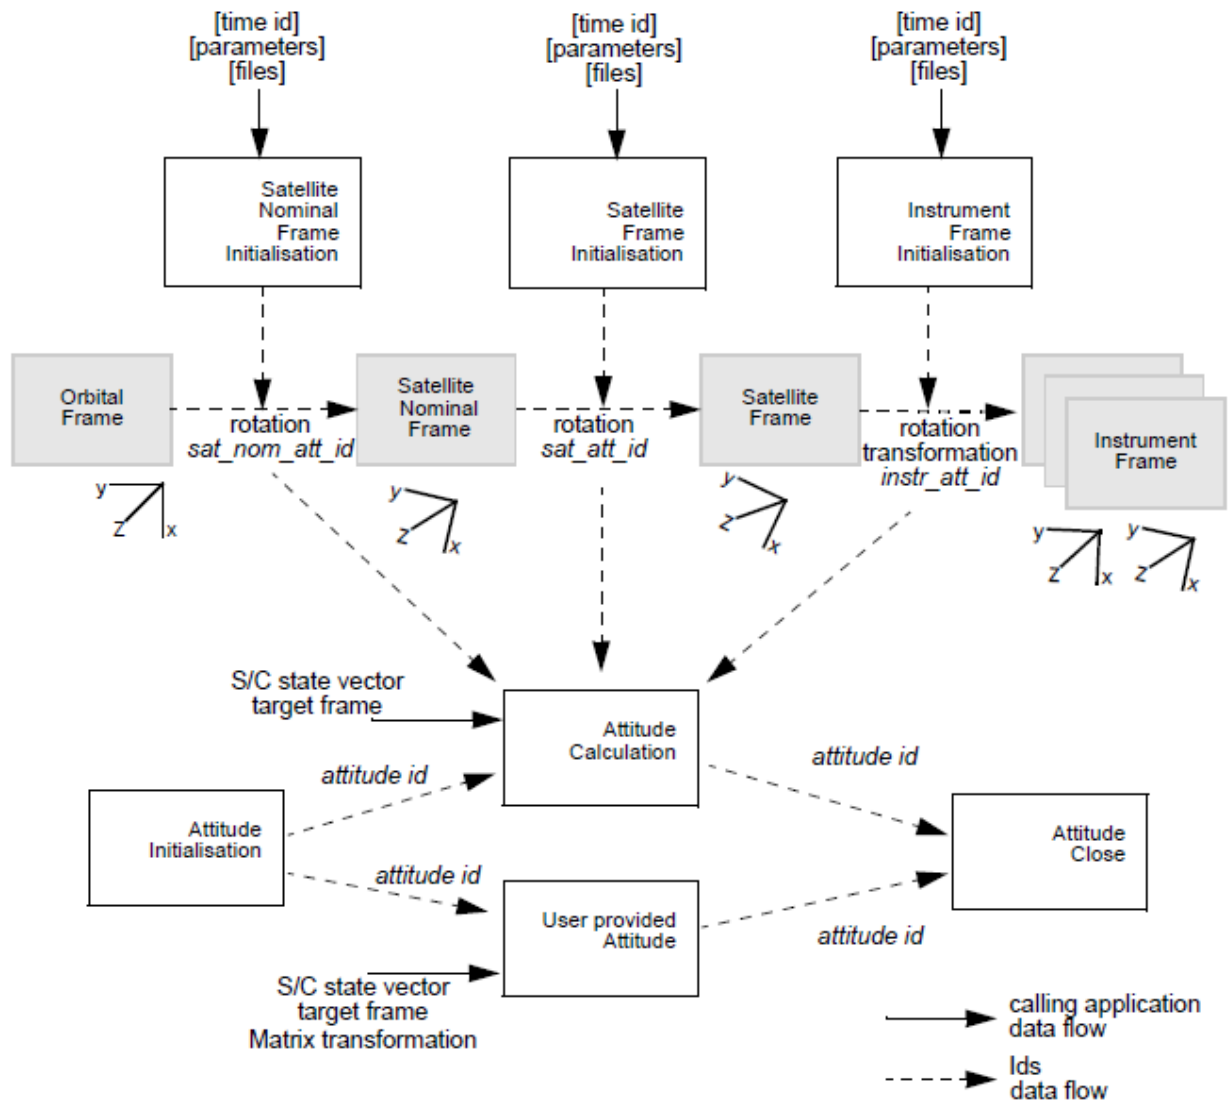 [time id]
[parameters]
[files]
[time id]
[parameters]
[files]
[time id]
[parameters]
[files]
Satellite
Nominal
Frame
Initialisation
Satellite
Frame
Initialisation
Instrument
Frame
Initialisation
Orbital
Frame
rotation
sat_nom_att_id
Satellite
Nominal
Frame
rotation
sat_att_id
Satellite
Frame
rotation
transformation
instr_att_id
Instrument
Frame
y
Z
x
y
Z
x
y
Z
x
y
Z
x
y
Z
x
S/C state vector
target frame
Attitude
Calculation
attitude id
attitude id
Attitude
Initialisation
Attitude
Close
attitude id
User provided
Attitude
attitude id
S/C state vector
target frame
Matrix transformation
calling application
data flow
Ids
data flow